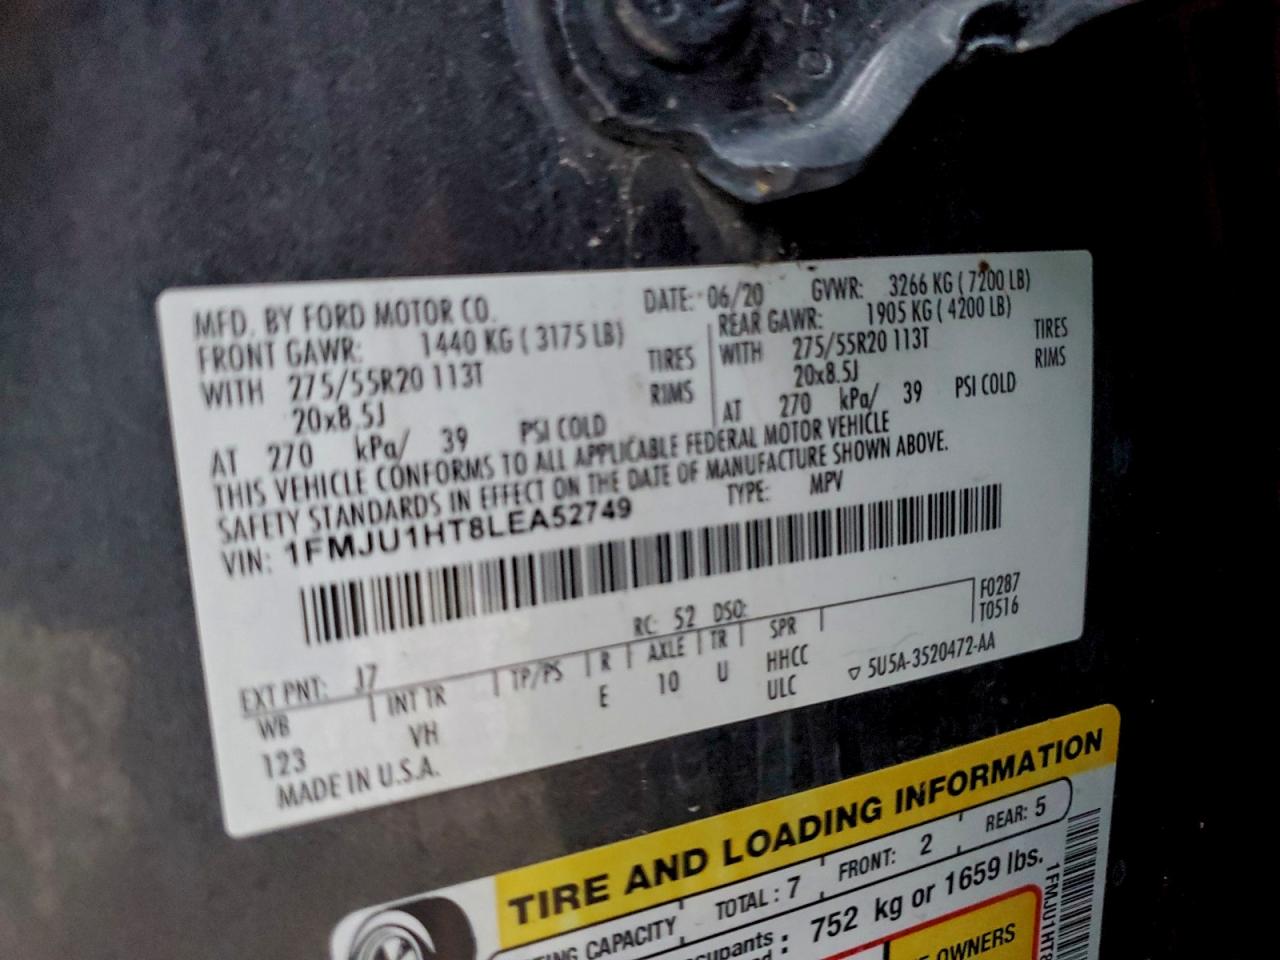 MFD. BY FORD MOTOR CO. DATE: 06/20 GVWR: 3266 KG ( 7200 LB)
FRONT GAWR: 1440 KG ( 3175 LB) REAR GAWR: 1905 KG ( 4200 LB)
WITH 275/55R20 113T TIRES WITH 275/55R20 113T TIRES
20x8.5J RIMS 20x8.5J RIMS
AT 270 kPa/ 39 PSI COLD AT 270 kPa/ 39 PSI COLD
THIS VEHICLE CONFORMS TO ALL APPLICABLE FEDERAL MOTOR VEHICLE
SAFETY STANDARDS IN EFFECT ON THE DATE OF MANUFACTURE SHOWN ABOVE.
VIN: 1FMJU1HT8LEA52749 TYPE: MPV
F0287
T0516
EXT PNT: J7 RC: 52 DSO:
WB INT TR TP/PS R AXLE TR SPR
123 VH E 10 U HHCC
ULC
▽ 5U5A-3520472-AA
MADE IN U.S.A.
TIRE AND LOADING INFORMATION
CAPACITY TOTAL : 7 FRONT: 2 REAR: 5
: 752 kg or 1659 lbs.
OWNERS
1FMJU1HT8